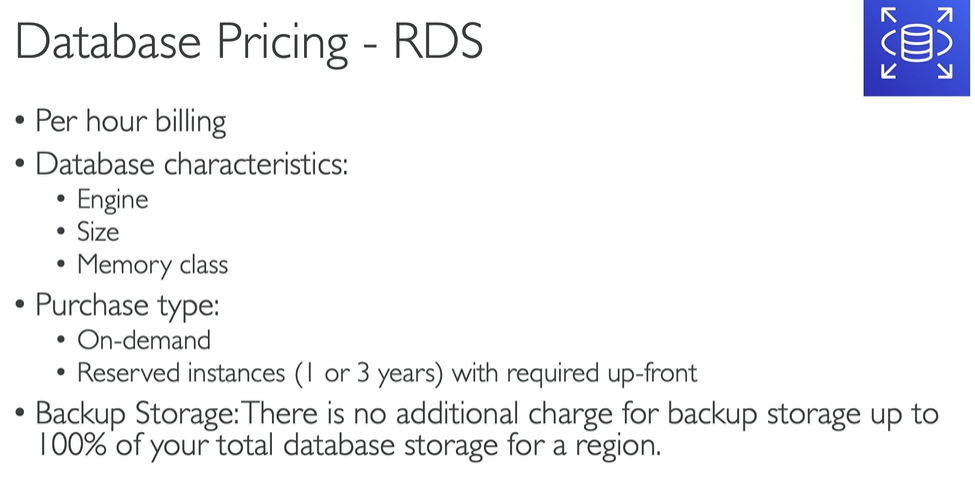 Database Pricing - RDS
• Per hour billing
• Database characteristics:
• Engine
• Size
• Memory class
• Purchase type:
• On-demand
• Reserved instances (1 or 3 years) with required up-front
• Backup Storage:There is no additional charge for backup storage up to
100% of your total database storage for a region.